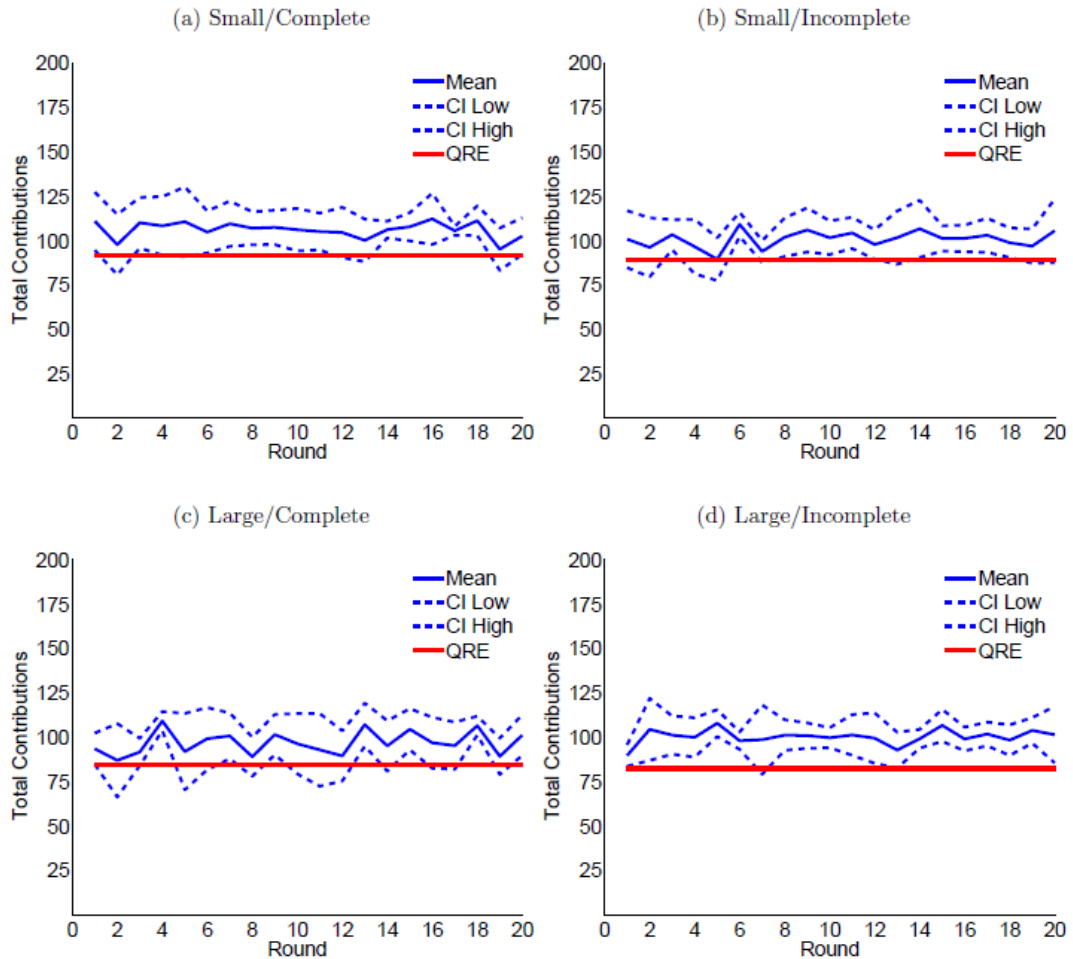 (a) Small/Complete
200
175
150
125
100
75
50
25
Total Contributions
Mean
CI Low
CI High
QRE
0 2 4 6 8 10 12 14 16 18 20
Round
(b) Small/Incomplete
200
175
150
125
100
75
50
25
Total Contributions
Mean
CI Low
CI High
QRE
0 2 4 6 8 10 12 14 16 18 20
Round
(c) Large/Complete
200
175
150
125
100
75
50
25
Total Contributions
Mean
CI Low
CI High
QRE
0 2 4 6 8 10 12 14 16 18 20
Round
(d) Large/Incomplete
200
175
150
125
100
75
50
25
Total Contributions
Mean
CI Low
CI High
QRE
0 2 4 6 8 10 12 14 16 18 20
Round